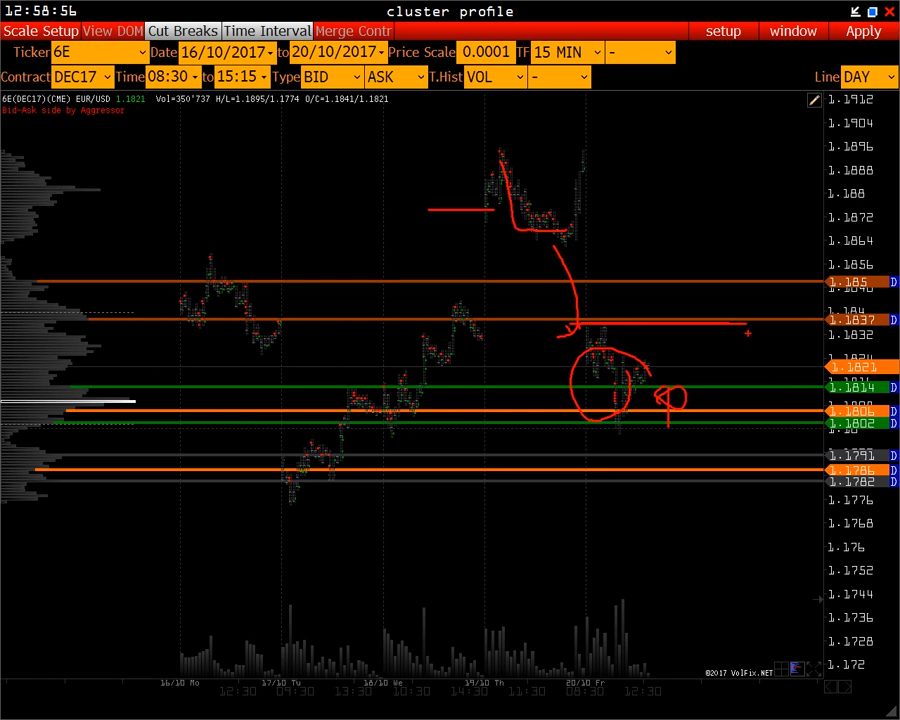 12:58:56 cluster profile
Scale Setup View DOM Cut Breaks Time Interval Merge Contr setup window Apply
Ticker 6E Date 16/10/2017 to 20/10/2017 Price Scale 0.0001 TF 15 MIN -
Contract DEC17 Time 08:30 to 15:15 Type BID ASK T.Hist VOL - Line DAY
6E(DEC17)(CME) EUR/USD 1.1821 Vol=350'737 H/L=1.1895/1.1774 O/C=1.1841/1.1821
Bid-Ask side by Aggressor
1.1912
1.1904
1.1896
1.1888
1.188
1.1872
1.1864
1.1856
1.185 D
1.1837 D
1.1832
1.1821
1.1814 D
1.1806 D
1.1802 D
1.1791 D
1.1786 D
1.1782 D
1.1776
1.1768
1.176
1.1752
1.1744
1.1736
1.1728
1.172
©2017 VolFix.NET
16/10 Mo 17/10 Tu 18/10 We 19/10 Th 20/10 Fr
12:30 09:30 13:30 10:30 14:30 11:30 08:30 12:30